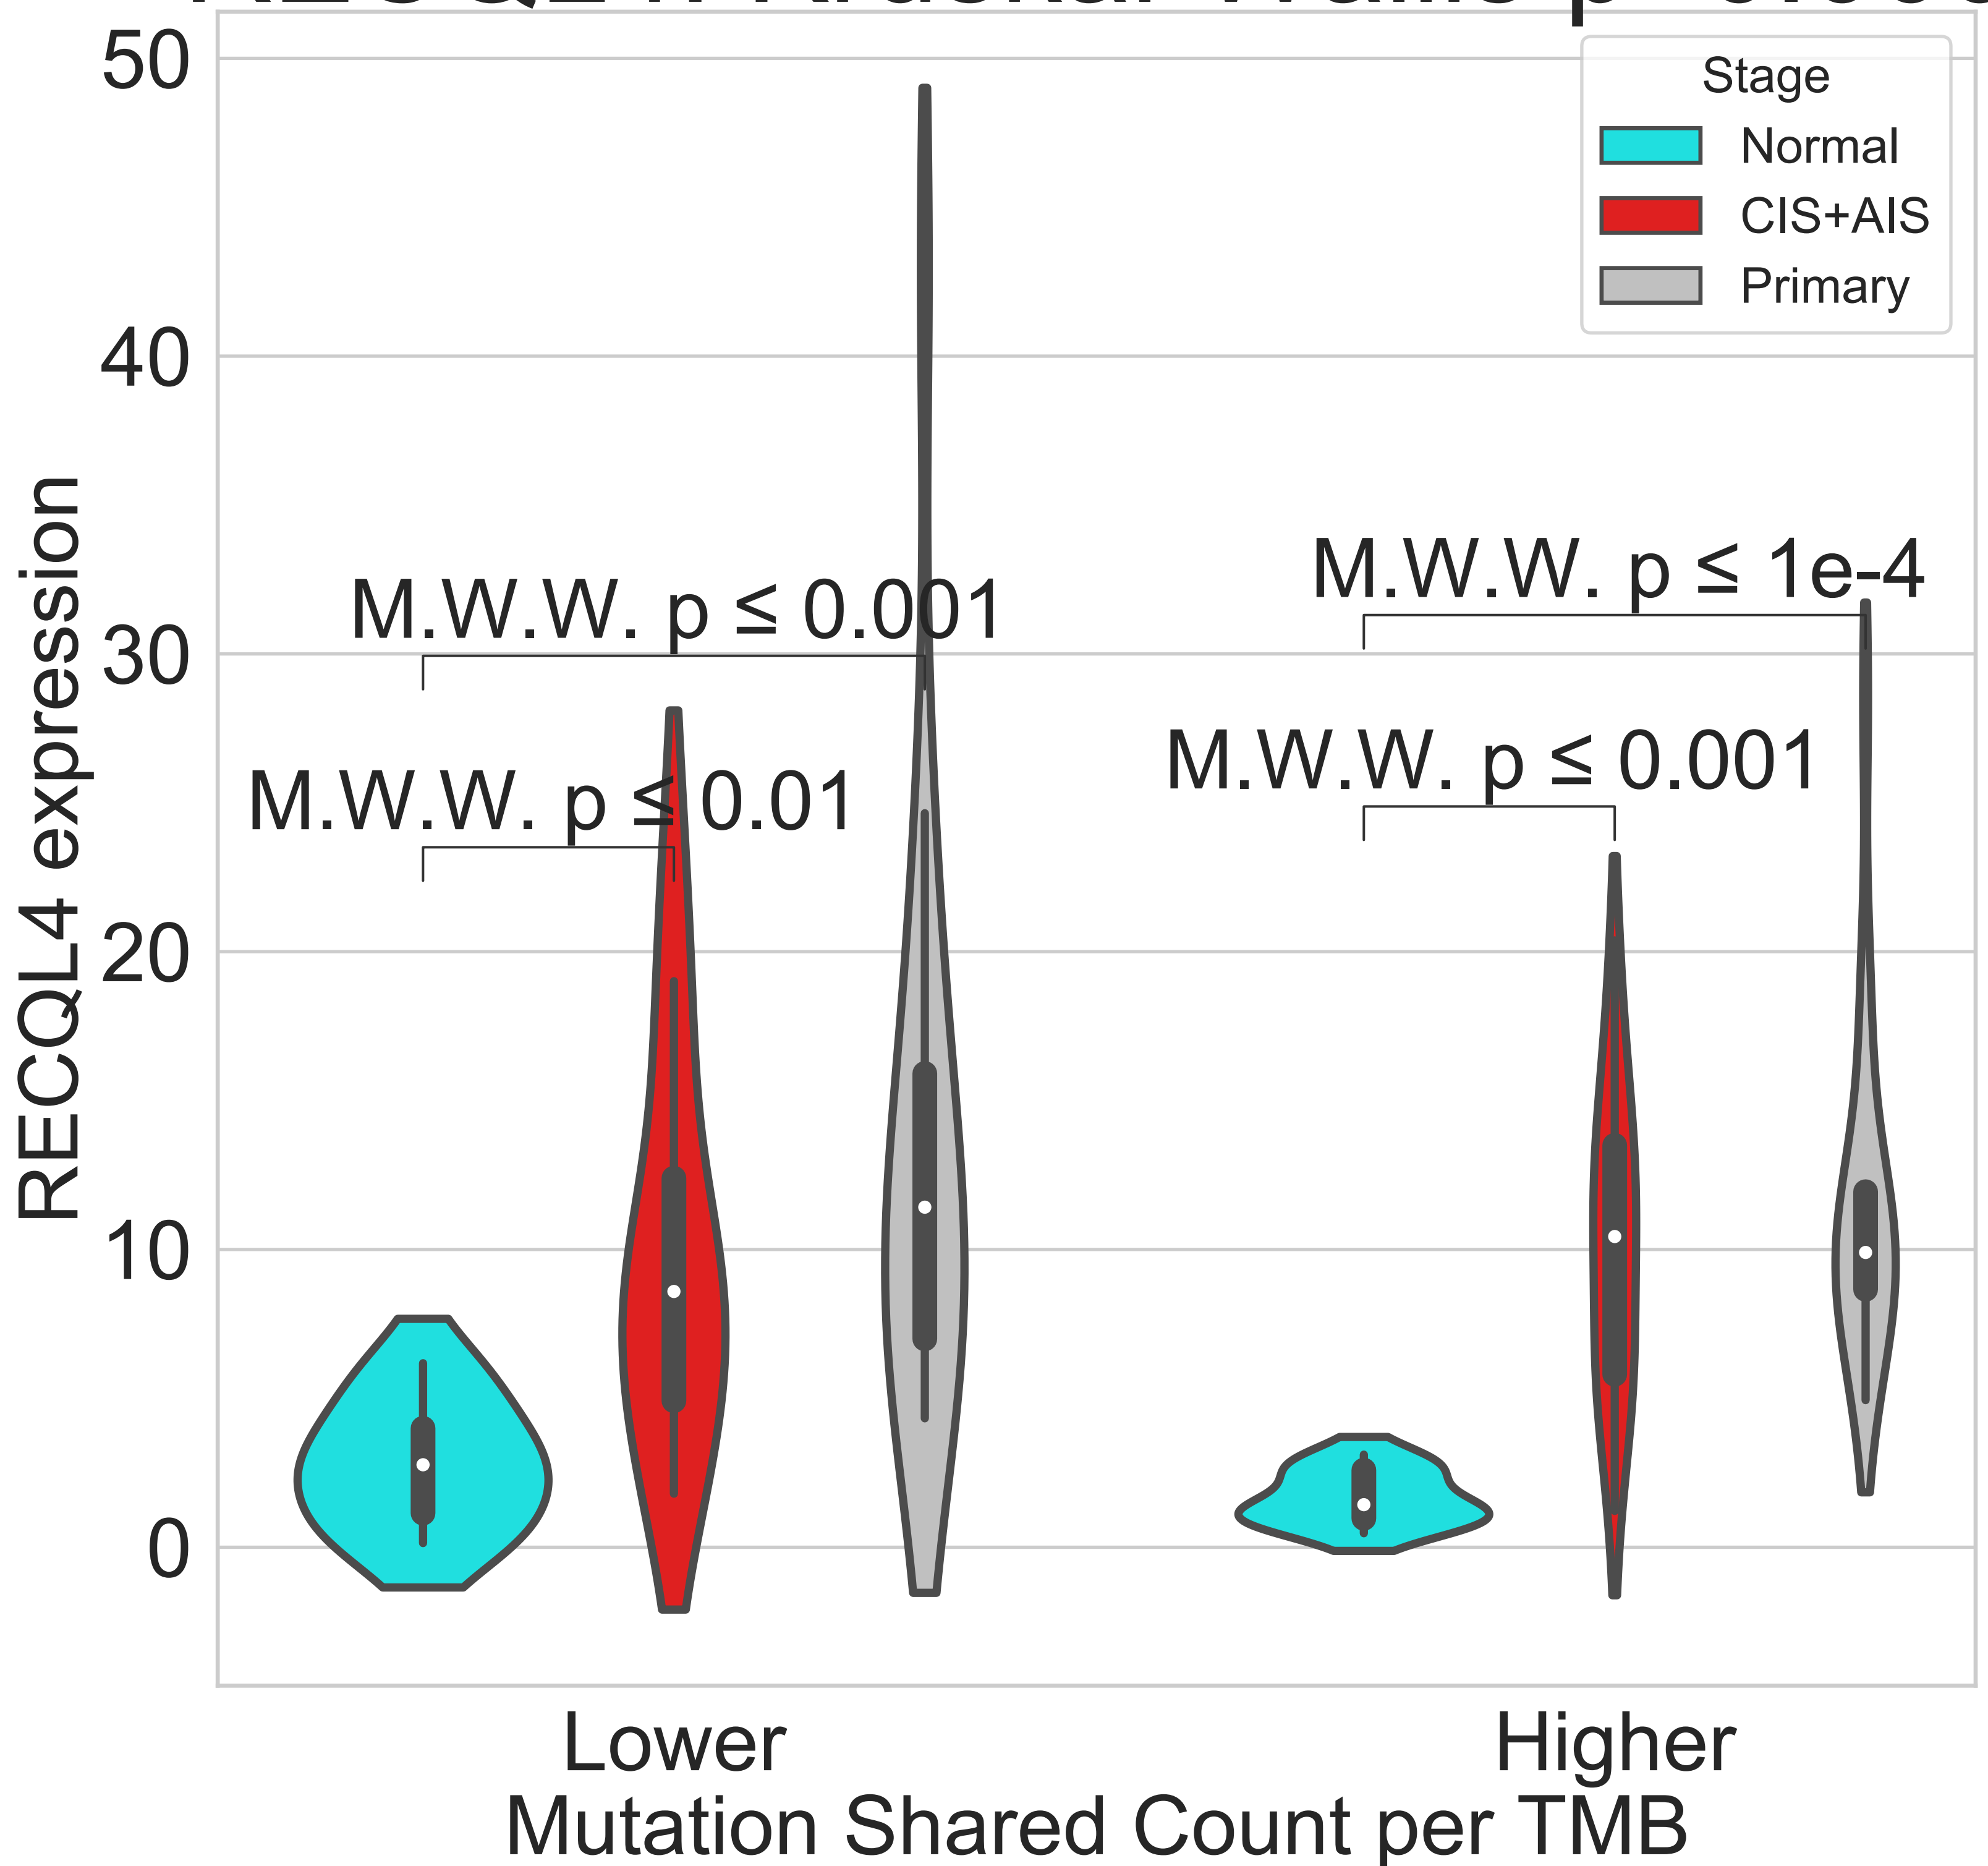 50
Stage
Normal
CIS+AIS
Primary
40
M.W.W. p ≤ 1e-4
M.W.W. p ≤ 0.001
30
M.W.W. p ≤ 0.001
M.W.W. p ≤ 0.01
20
10
0
RECQL4 expression
Lower
Higher
Mutation Shared Count per TMB